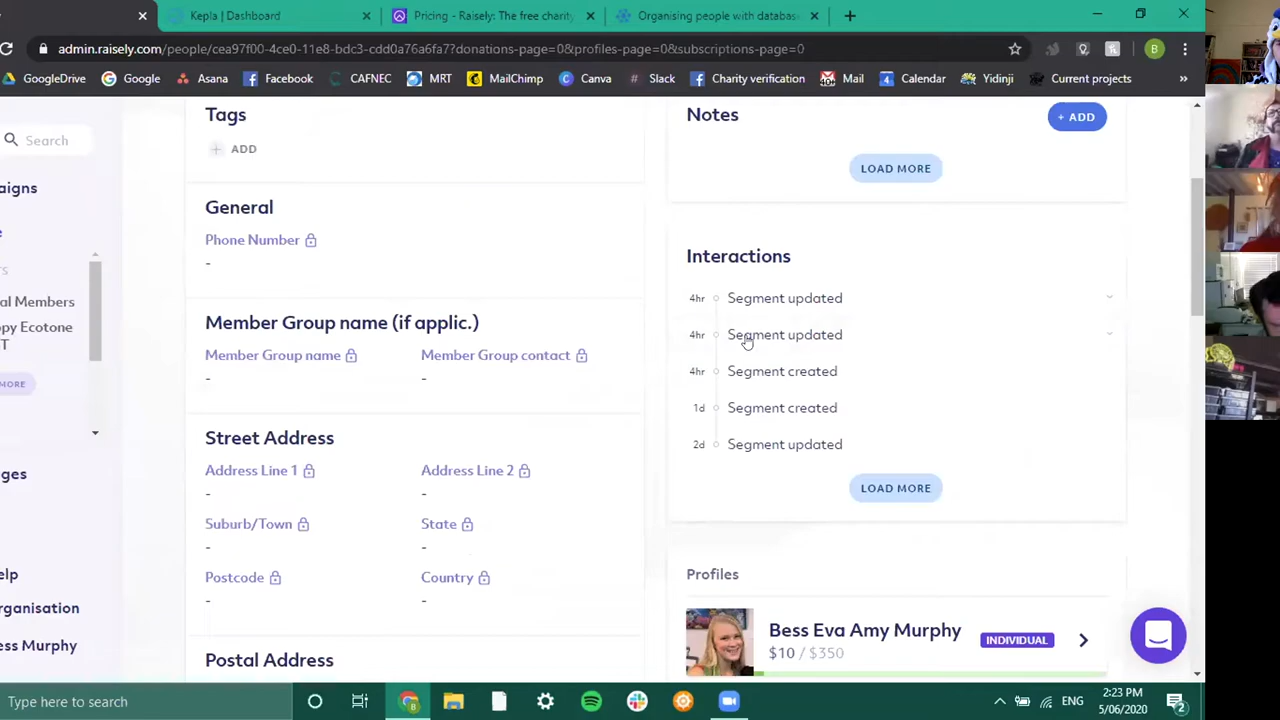 Kepla | Dashboard
Pricing - Raisely: The free charity
Organising people with database
admin.raisely.com/people/cea97f00-4ce0-11e8-bdc3-cdd0a76a6fa7?donations-page=0&profiles-page=0&subscriptions-page=0
B
GoogleDrive
Google
Asana
Facebook
CAFNEC
MRT
MailChimp
Canva
Slack
Charity verification
40+
Mail
4
Calendar
Yidinji
Current projects
»
Search
aigns
e
rs
al Members
py Ecotone
T
MORE
ges
elp
rganisation
ess Murphy
Tags
ADD
General
Phone Number
-
Member Group name (if applic.)
Member Group name
Member Group contact
-
-
Street Address
Address Line 1
Address Line 2
-
-
Suburb/Town
State
-
-
Postcode
Country
-
-
Postal Address
Notes
+ ADD
LOAD MORE
Interactions
4hr Segment updated
4hr Segment updated
4hr Segment created
1d Segment created
2d Segment updated
LOAD MORE
Profiles
Bess Eva Amy Murphy
INDIVIDUAL
$10 / $350
Type here to search
ENG
2:23 PM
5/06/2020
2